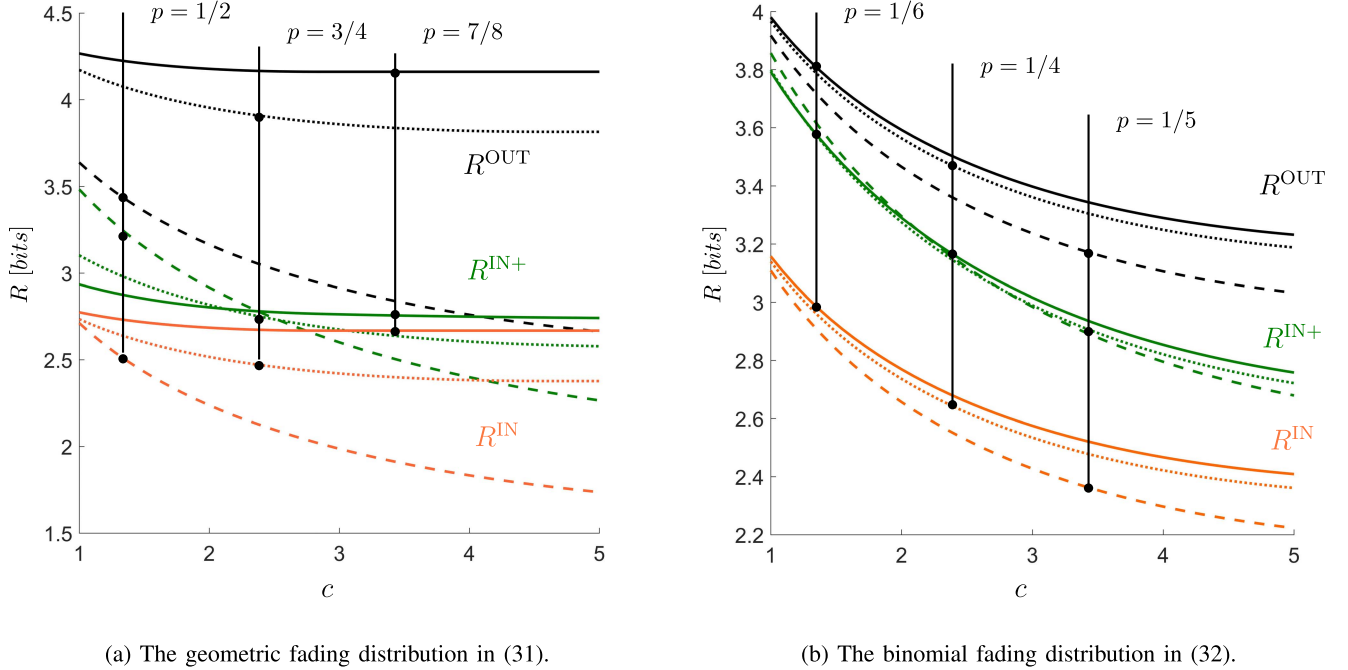 p = 1/2
p = 3/4
p = 7/8
4.5
4
3.5
3
2.5
2
1.5
R [bits]
R^OUT
R^IN+
R^IN
1 2 3 4 5
c
(a) The geometric fading distribution in (31).
p = 1/6
p = 1/4
p = 1/5
4
3.8
3.6
3.4
3.2
3
2.8
2.6
2.4
2.2
R [bits]
R^OUT
R^IN+
R^IN
1 2 3 4 5
c
(b) The binomial fading distribution in (32).